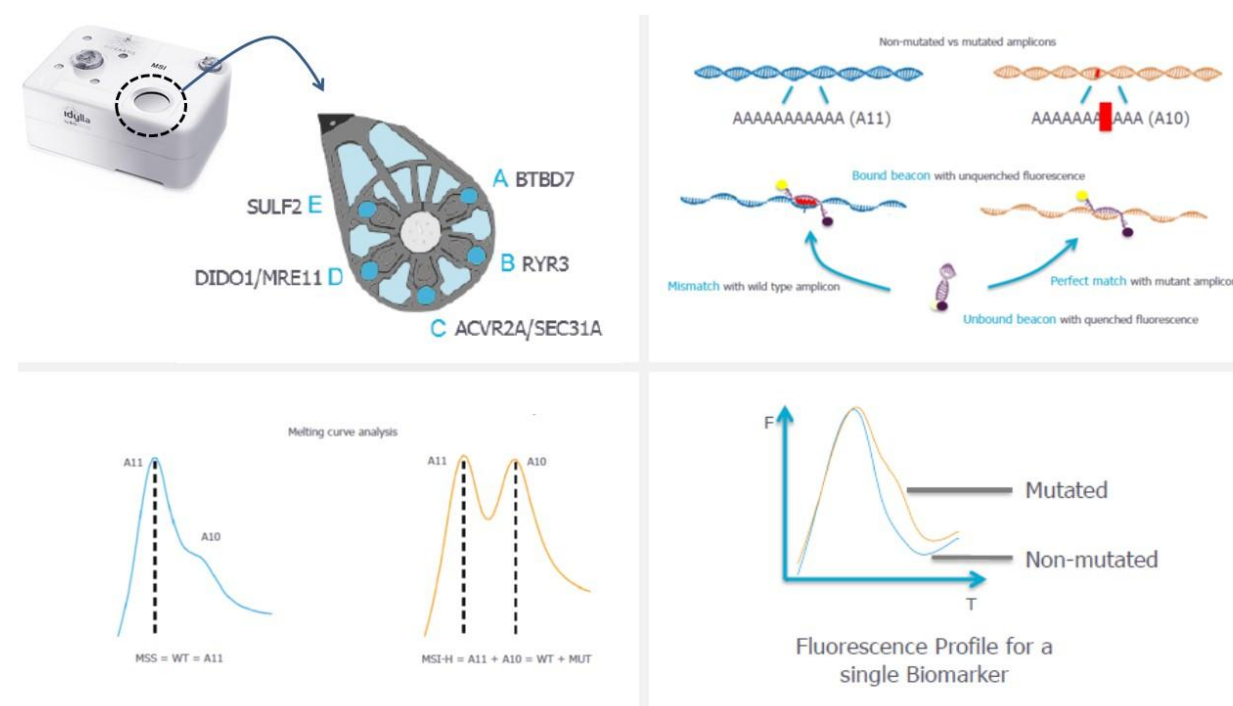 MSI
idylla
A BTBD7
SULF2 E
B RYR3
DIDO1/MRE11 D
C ACVR2A/SEC31A
Non-mutated vs mutated amplicons
AAAAAAAAAAA (A11)
AAAAAAA AAA (A10)
Bound beacon with unquenched fluorescence
Mismatch with wild type amplicon
Perfect match with mutant amplicon
Unbound beacon with quenched fluorescence
Melting curve analysis
A11
A10
A11
A10
MSS = WT = A11
MSI-H = A11 + A10 = WT + MUT
F
Mutated
Non-mutated
T
Fluorescence Profile for a
single Biomarker